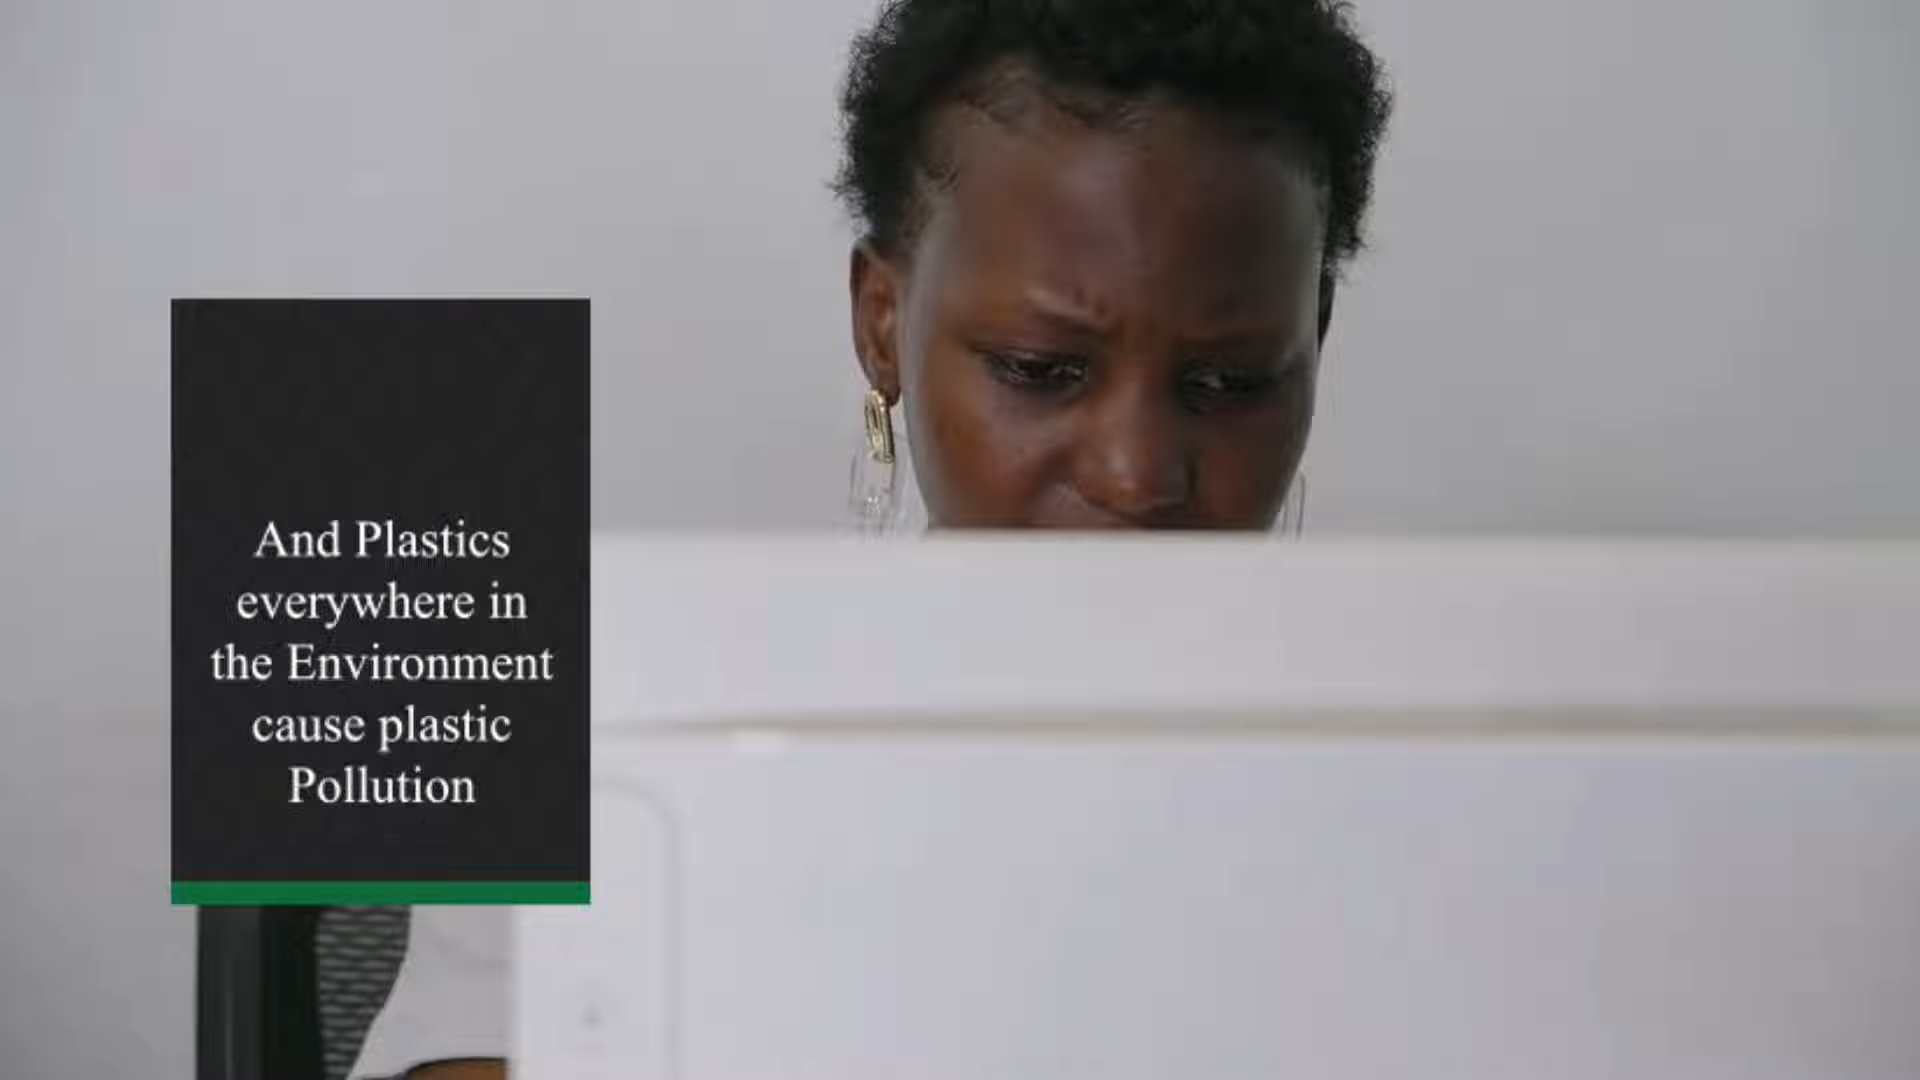 And Plastics
everywhere in
the Environment
cause plastic
Pollution